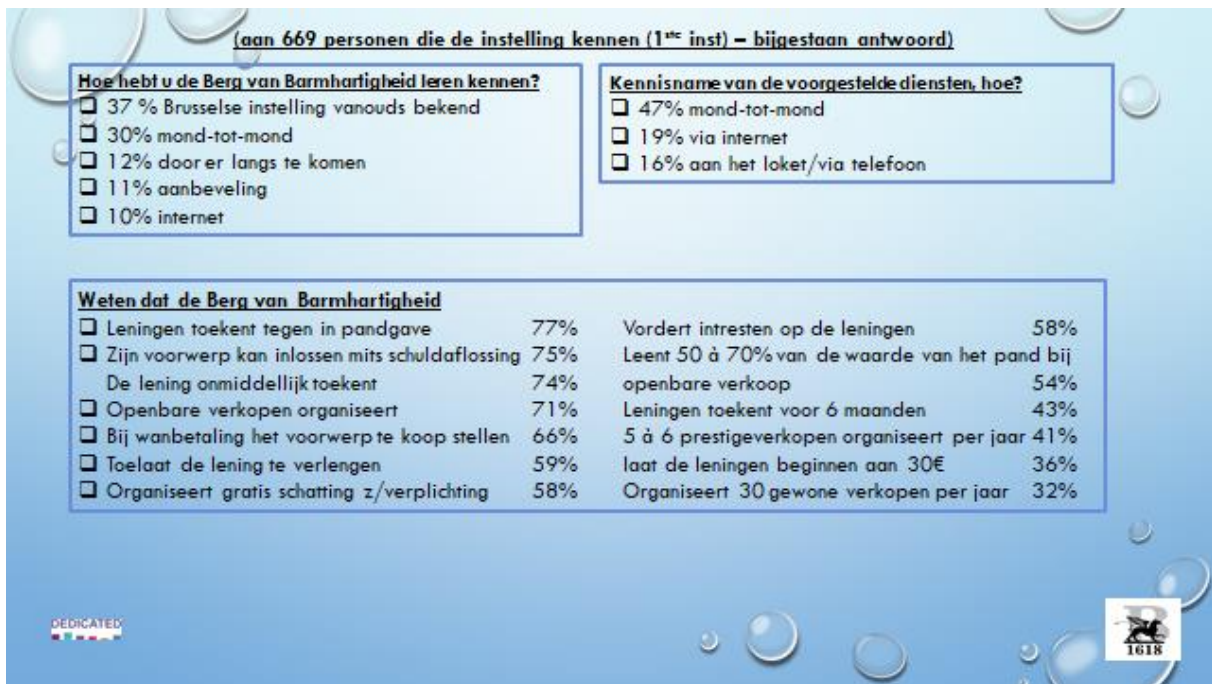 (aan 669 personen die de instelling kennen (1ste inst) – bijgestaan antwoord)
Hoe hebt u de Berg van Barmhartigheid leren kennen?
37 % Brusselse instelling vanouds bekend
30% mond-tot-mond
12% door er langs te komen
11% aanbeveling
10% internet
Kennisname van de voorgestelde diensten, hoe?
47% mond-tot-mond
19% via internet
16% aan het loket/via telefoon
Weten dat de Berg van Barmhartigheid
Leningen toekent tegen in pandgave 77%
Zijn voorwerp kan inlossen mits schuldaflossing 75%
De lening onmiddellijk toekent 74%
Openbare verkopen organiseert 71%
Bij wanbetaling het voorwerp te koop stellen 66%
Toelaat de lening te verlengen 59%
Organiseert gratis schatting z/verplichting 58%
Vordert intresten op de leningen 58%
Leent 50 à 70% van de waarde van het pand bij
openbare verkoop 54%
Leningen toekent voor 6 maanden 43%
5 à 6 prestigeverkopen organiseert per jaar 41%
laat de leningen beginnen aan 30€ 36%
Organiseert 30 gewone verkopen per jaar 32%
DEDICATED
B
1618